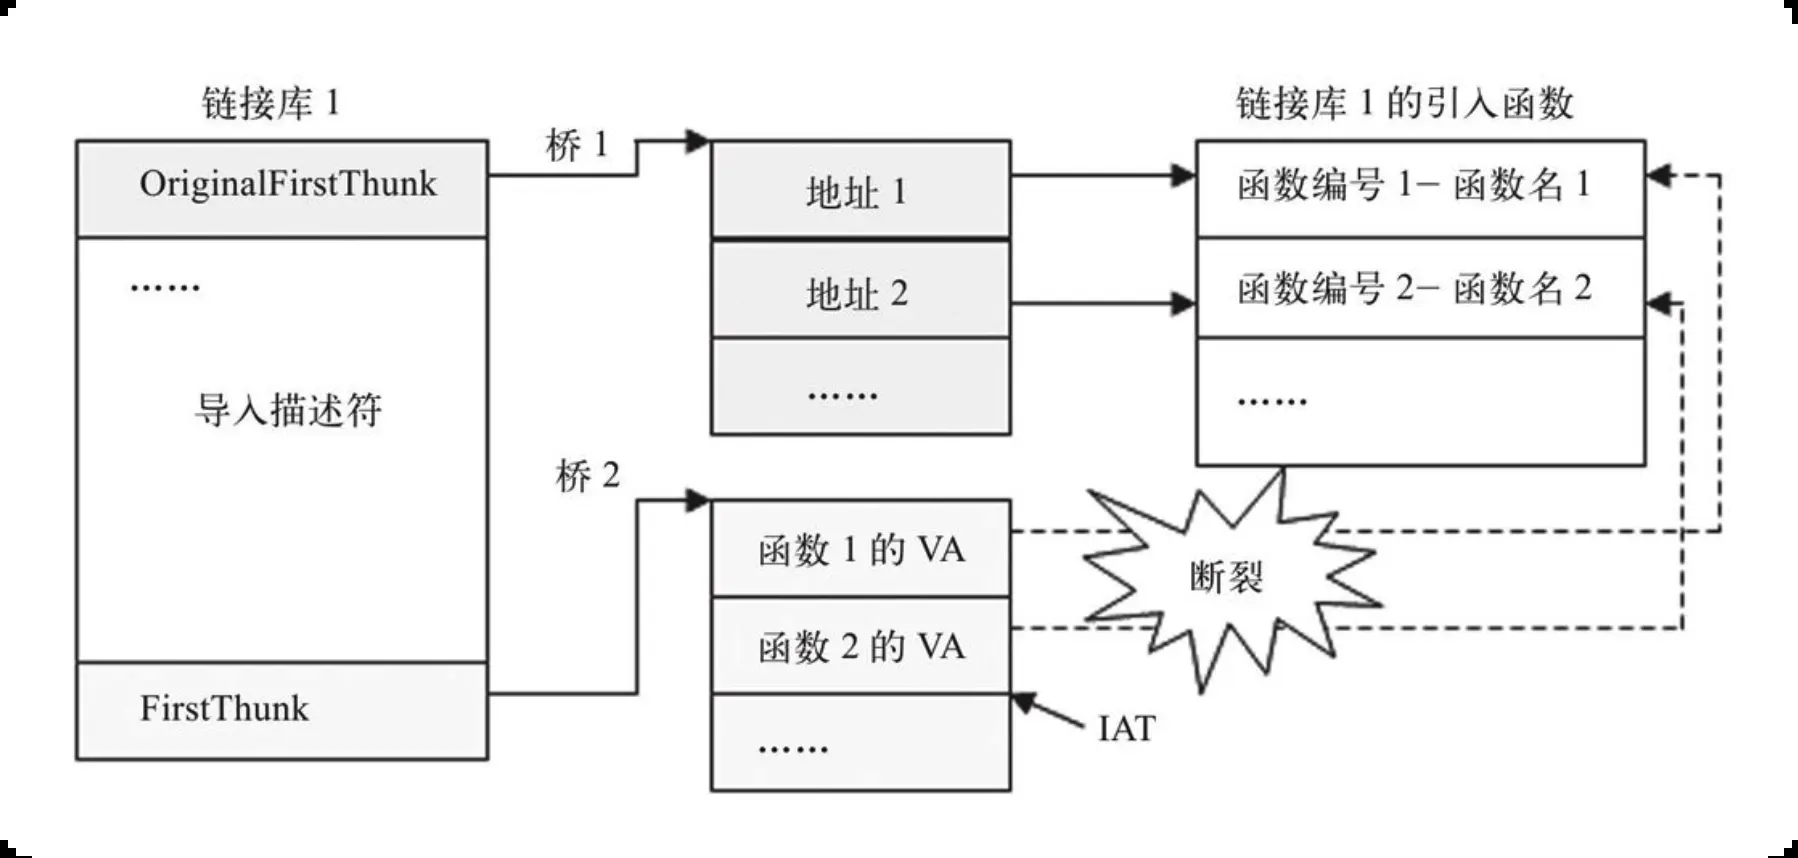 链接库 1
OriginalFirstThunk
……
导入描述符
FirstThunk
桥 1
地址 1
地址 2
……
桥 2
函数 1 的 VA
函数 2 的 VA
……
IAT
断裂
链接库 1 的引入函数
函数编号 1– 函数名 1
函数编号 2– 函数名 2
……